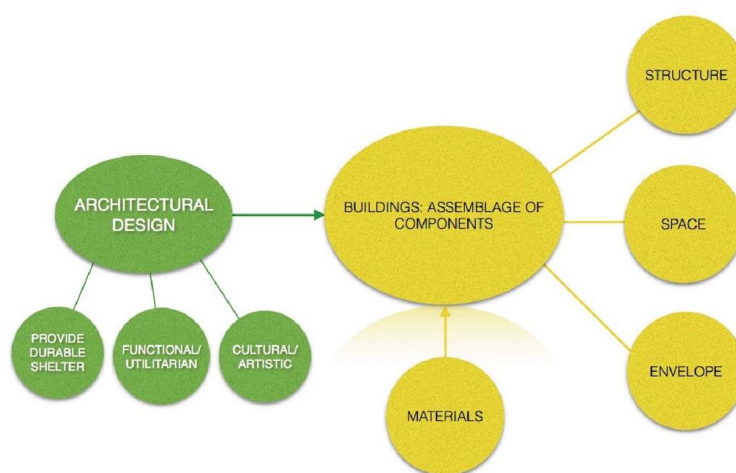 ARCHITECTURAL
DESIGN
PROVIDE
DURABLE
SHELTER
FUNCTIONAL/
UTILITARIAN
CULTURAL/
ARTISTIC
BUILDINGS: ASSEMBLAGE OF
COMPONENTS
MATERIALS
STRUCTURE
SPACE
ENVELOPE